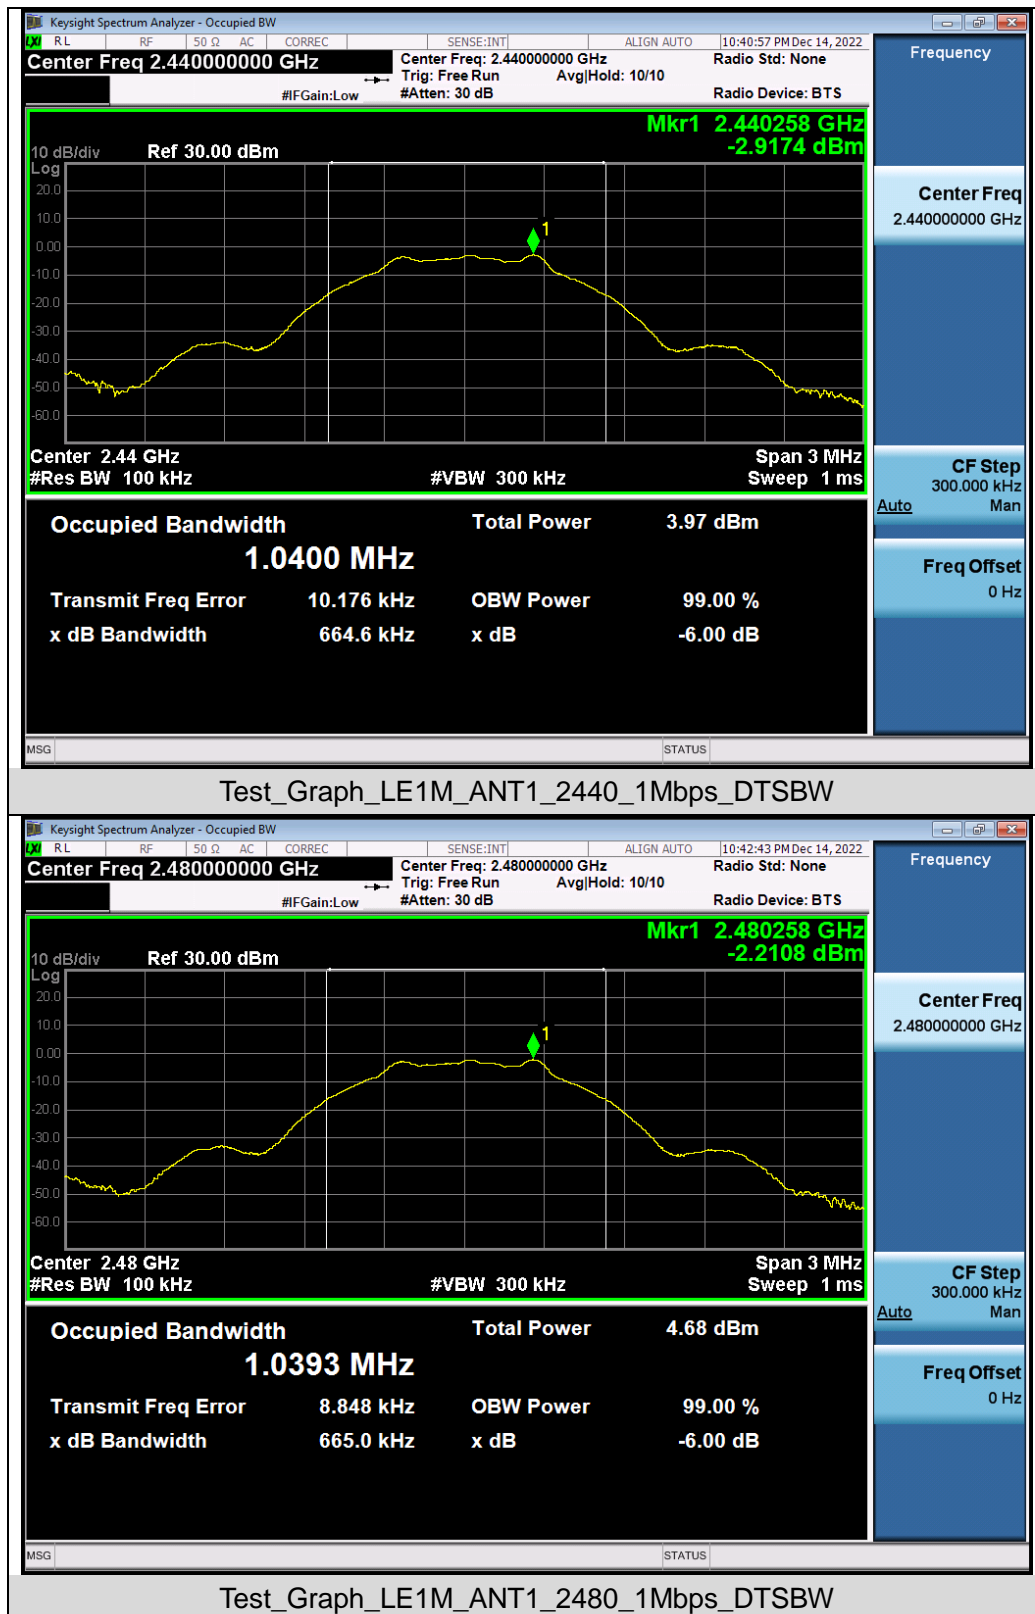 Keysight Spectrum Analyzer - Occupied BW
LXI RL RF 50 Ω AC CORREC SENSE:INT ALIGN AUTO 10:40:57 PM Dec 14, 2022
Center Freq 2.440000000 GHz
Center Freq: 2.440000000 GHz Radio Std: None
Trig: Free Run Avg|Hold: 10/10
#IFGain:Low #Atten: 30 dB Radio Device: BTS
Mkr1 2.440258 GHz
-2.9174 dBm
10 dB/div Ref 30.00 dBm
Log
20.0
10.0
0.00
-10.0
-20.0
-30.0
-40.0
-50.0
-60.0
1
Center 2.44 GHz Span 3 MHz
#Res BW 100 kHz #VBW 300 kHz Sweep 1 ms
Occupied Bandwidth Total Power 3.97 dBm
1.0400 MHz
Transmit Freq Error 10.176 kHz OBW Power 99.00 %
x dB Bandwidth 664.6 kHz x dB -6.00 dB
MSG STATUS
Frequency
Center Freq
2.440000000 GHz
CF Step
300.000 kHz
Auto Man
Freq Offset
0 Hz
Test_Graph_LE1M_ANT1_2440_1Mbps_DTSBW
Keysight Spectrum Analyzer - Occupied BW
LXI RL RF 50 Ω AC CORREC SENSE:INT ALIGN AUTO 10:42:43 PM Dec 14, 2022
Center Freq 2.480000000 GHz
Center Freq: 2.480000000 GHz Radio Std: None
Trig: Free Run Avg|Hold: 10/10
#IFGain:Low #Atten: 30 dB Radio Device: BTS
Mkr1 2.480258 GHz
-2.2108 dBm
10 dB/div Ref 30.00 dBm
Log
20.0
10.0
0.00
-10.0
-20.0
-30.0
-40.0
-50.0
-60.0
1
Center 2.48 GHz Span 3 MHz
#Res BW 100 kHz #VBW 300 kHz Sweep 1 ms
Occupied Bandwidth Total Power 4.68 dBm
1.0393 MHz
Transmit Freq Error 8.848 kHz OBW Power 99.00 %
x dB Bandwidth 665.0 kHz x dB -6.00 dB
MSG STATUS
Frequency
Center Freq
2.480000000 GHz
CF Step
300.000 kHz
Auto Man
Freq Offset
0 Hz
Test_Graph_LE1M_ANT1_2480_1Mbps_DTSBW